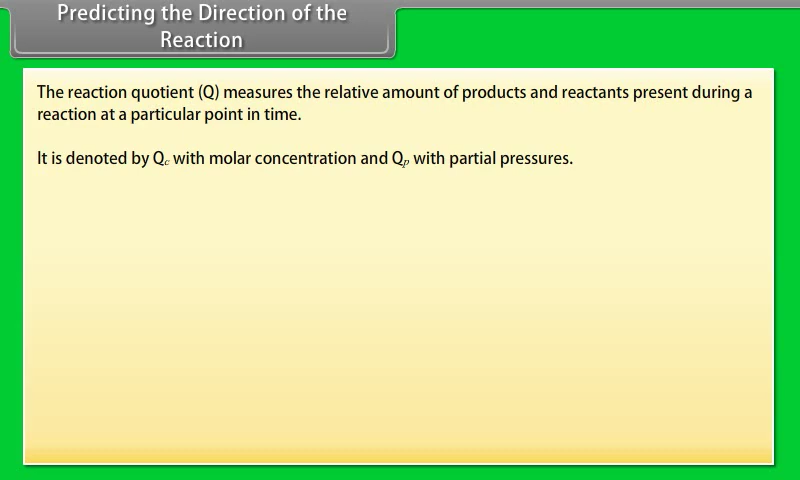 Predicting the Direction of the
Reaction
The reaction quotient (Q) measures the relative amount of products and reactants present during a
reaction at a particular point in time.
It is denoted by Qc with molar concentration and Qp with partial pressures.